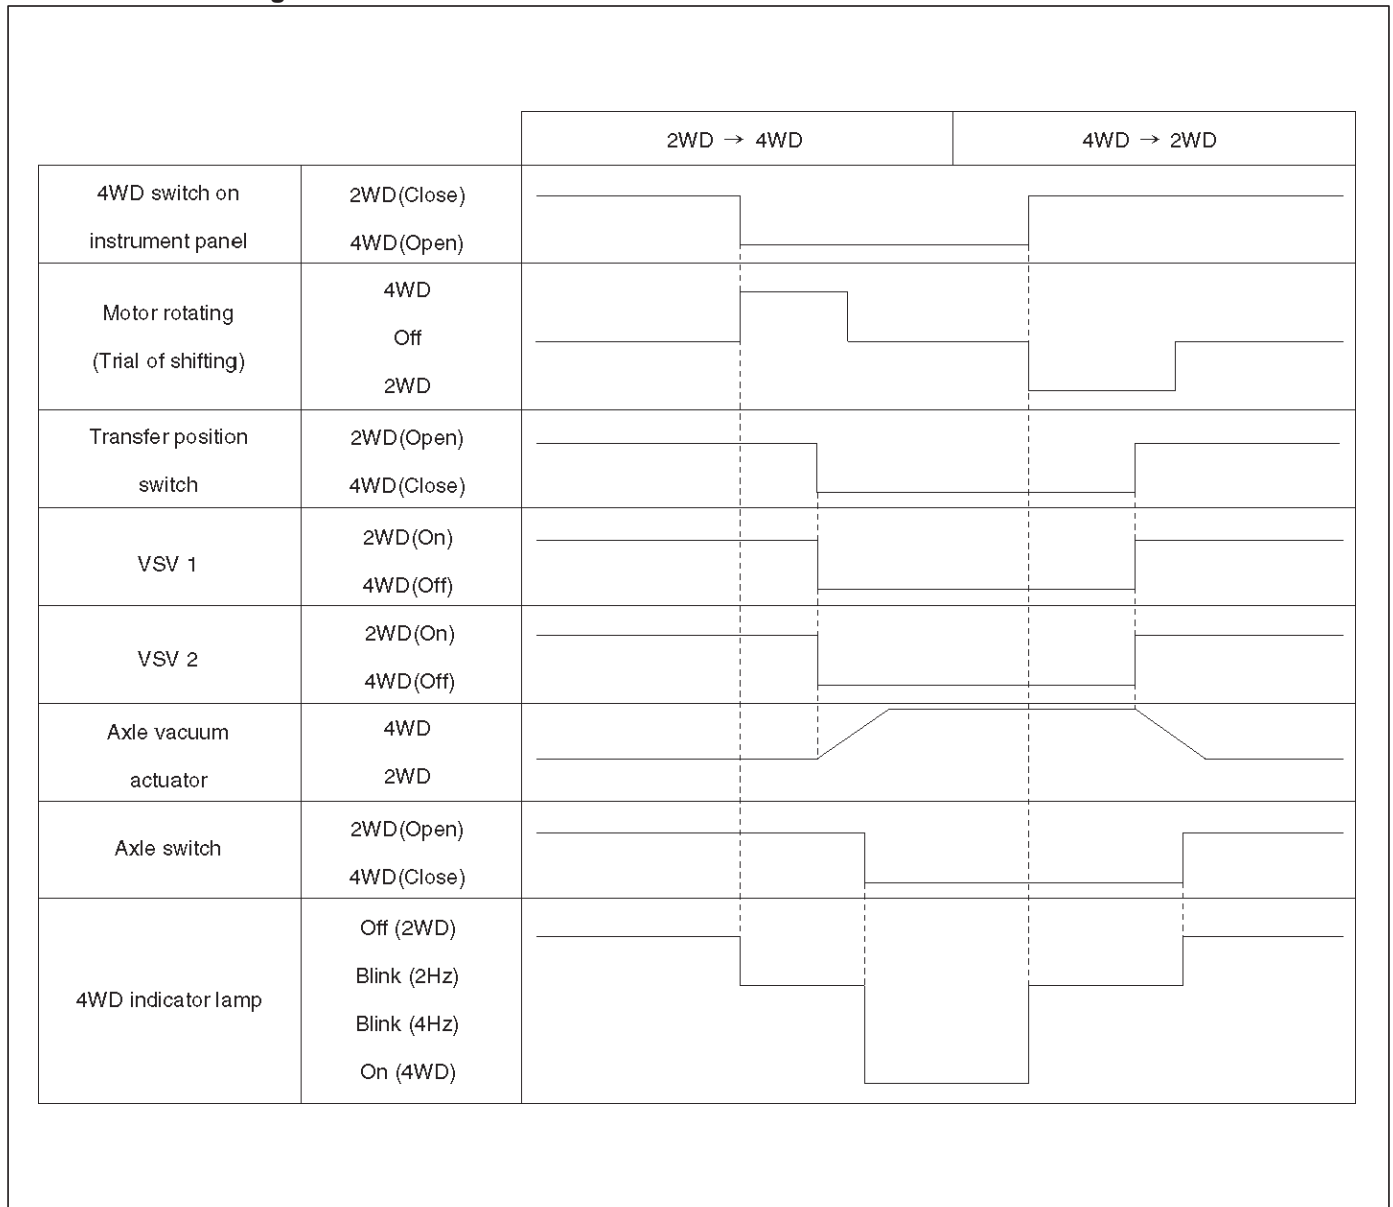 2WD → 4WD
4WD → 2WD
4WD switch on
instrument panel
2WD(Close)
4WD(Open)
Motor rotating
(Trial of shifting)
4WD
Off
2WD
Transfer position
switch
2WD(Open)
4WD(Close)
VSV 1
2WD(On)
4WD(Off)
VSV 2
2WD(On)
4WD(Off)
Axle vacuum
actuator
4WD
2WD
Axle switch
2WD(Open)
4WD(Close)
4WD indicator lamp
Off (2WD)
Blink (2Hz)
Blink (4Hz)
On (4WD)